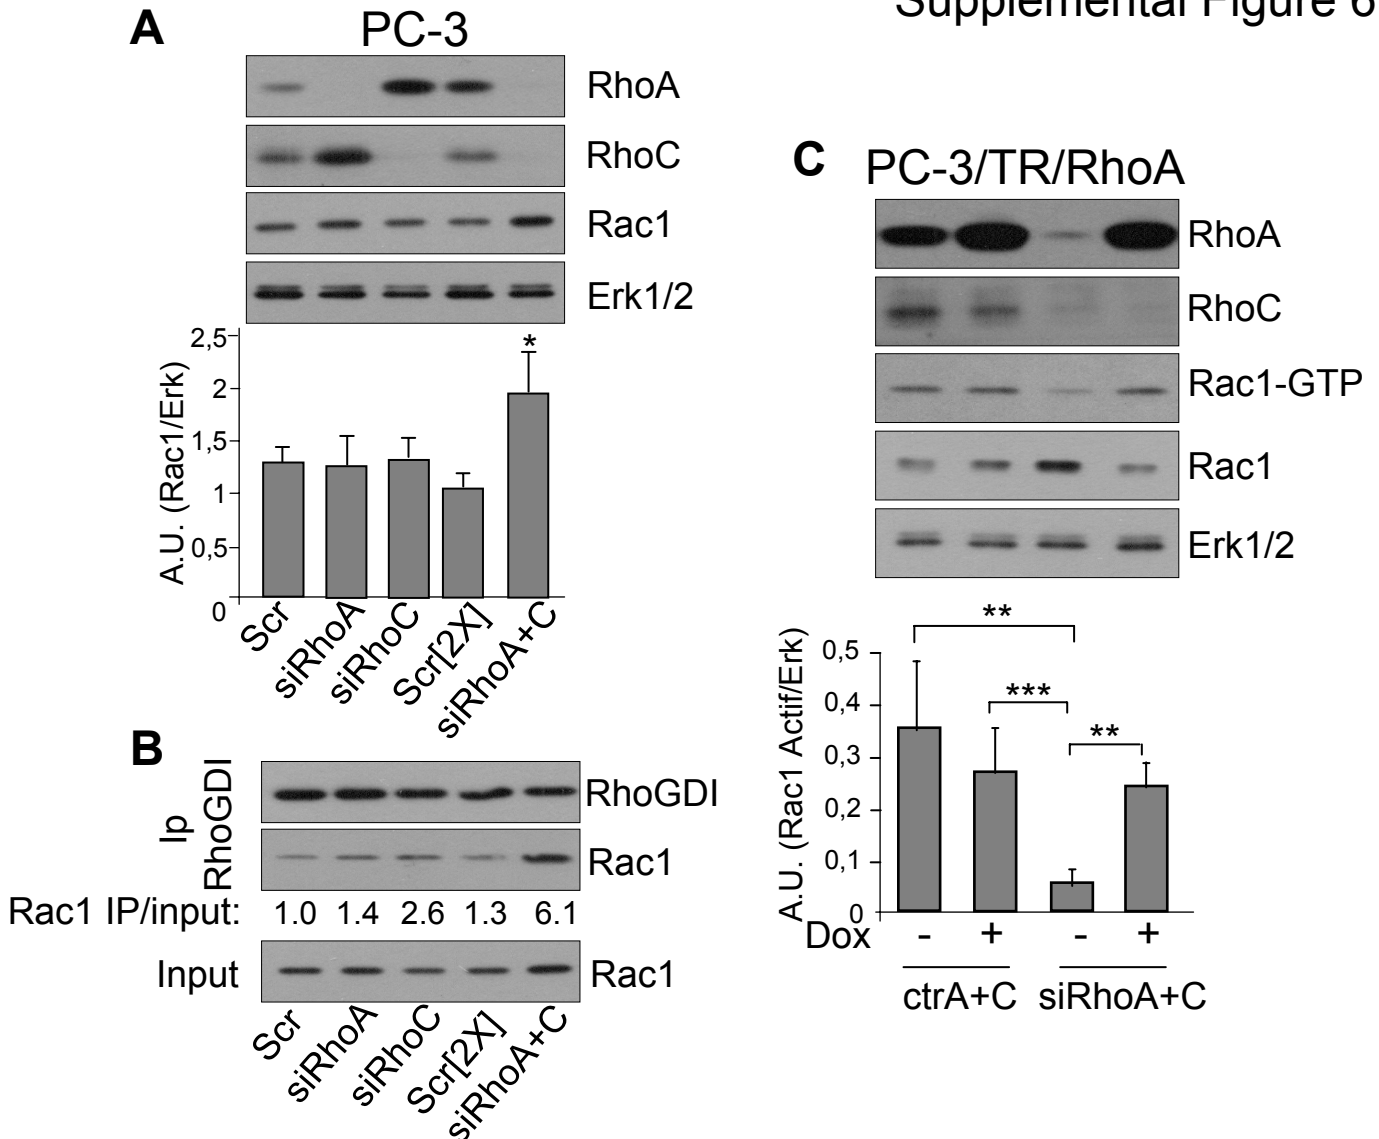 Supplemental Figure 6
A
PC-3
RhoA
RhoC
Rac1
Erk1/2
A.U. (Rac1/Erk)
2,5
2
1,5
1
0,5
0
*
Scr
siRhoA
siRhoC
Scr[2X]
siRhoA+C
B
Ip
RhoGDI
RhoGDI
Rac1
Rac1 IP/input: 1.0 1.4 2.6 1.3 6.1
Input
Rac1
Scr
siRhoA
siRhoC
Scr[2X]
siRhoA+C
C
PC-3/TR/RhoA
RhoA
RhoC
Rac1-GTP
Rac1
Erk1/2
A.U. (Rac1 Actif/Erk)
0,5
0,4
0,3
0,2
0,1
0
**
***
**
Dox - + - +
ctrA+C siRhoA+C